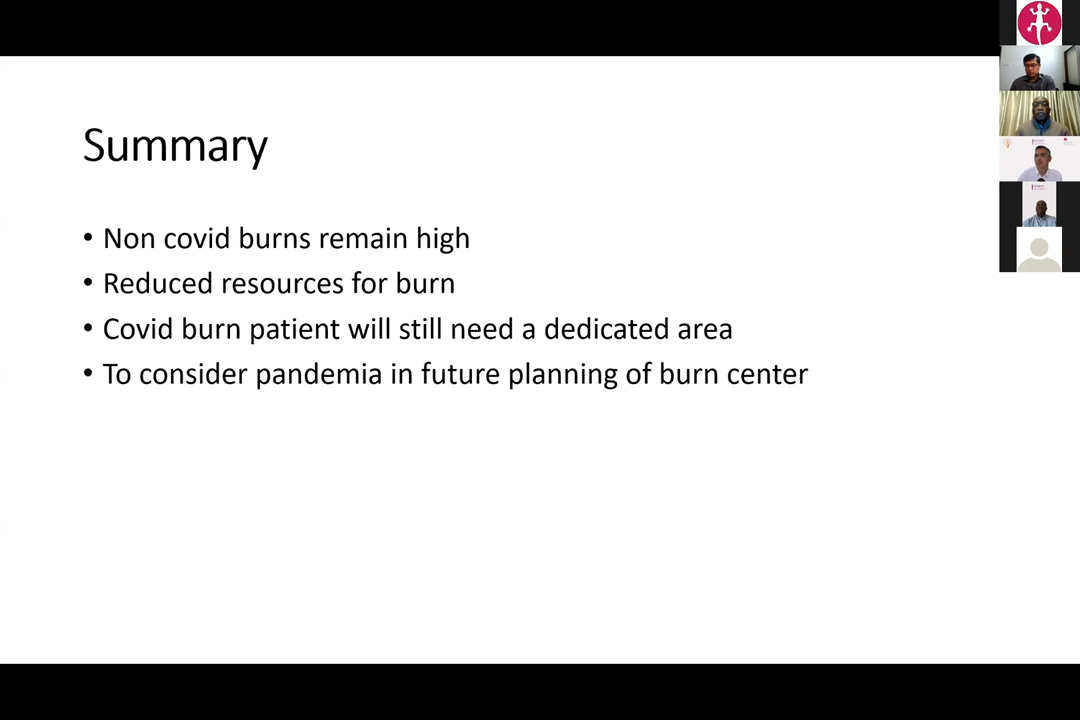 Summary
• Non covid burns remain high
• Reduced resources for burn
• Covid burn patient will still need a dedicated area
• To consider pandemia in future planning of burn center